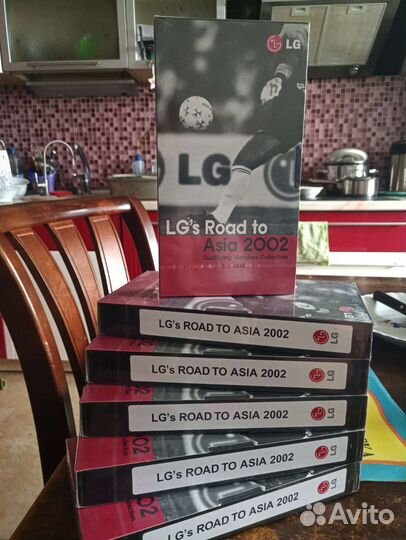 LG
LG
LG's Road to
Asia 2002
Qualifying Matches Collection
LG's ROAD TO ASIA 2002 LG
LG's ROAD TO ASIA 2002 LG
LG's ROAD TO ASIA 2002 LG
LG's ROAD TO ASIA 2002 LG
LG's ROAD TO ASIA 2002 LG
Avito